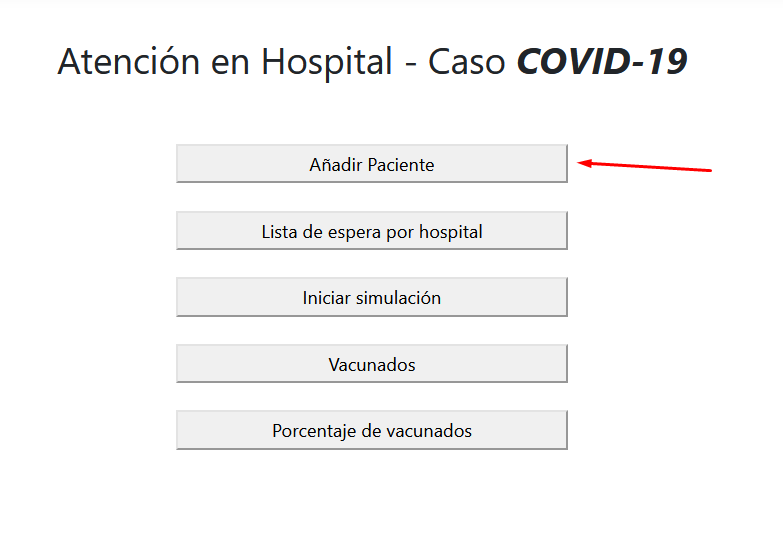 Atención en Hospital - Caso COVID-19
Añadir Paciente
Lista de espera por hospital
Iniciar simulación
Vacunados
Porcentaje de vacunados